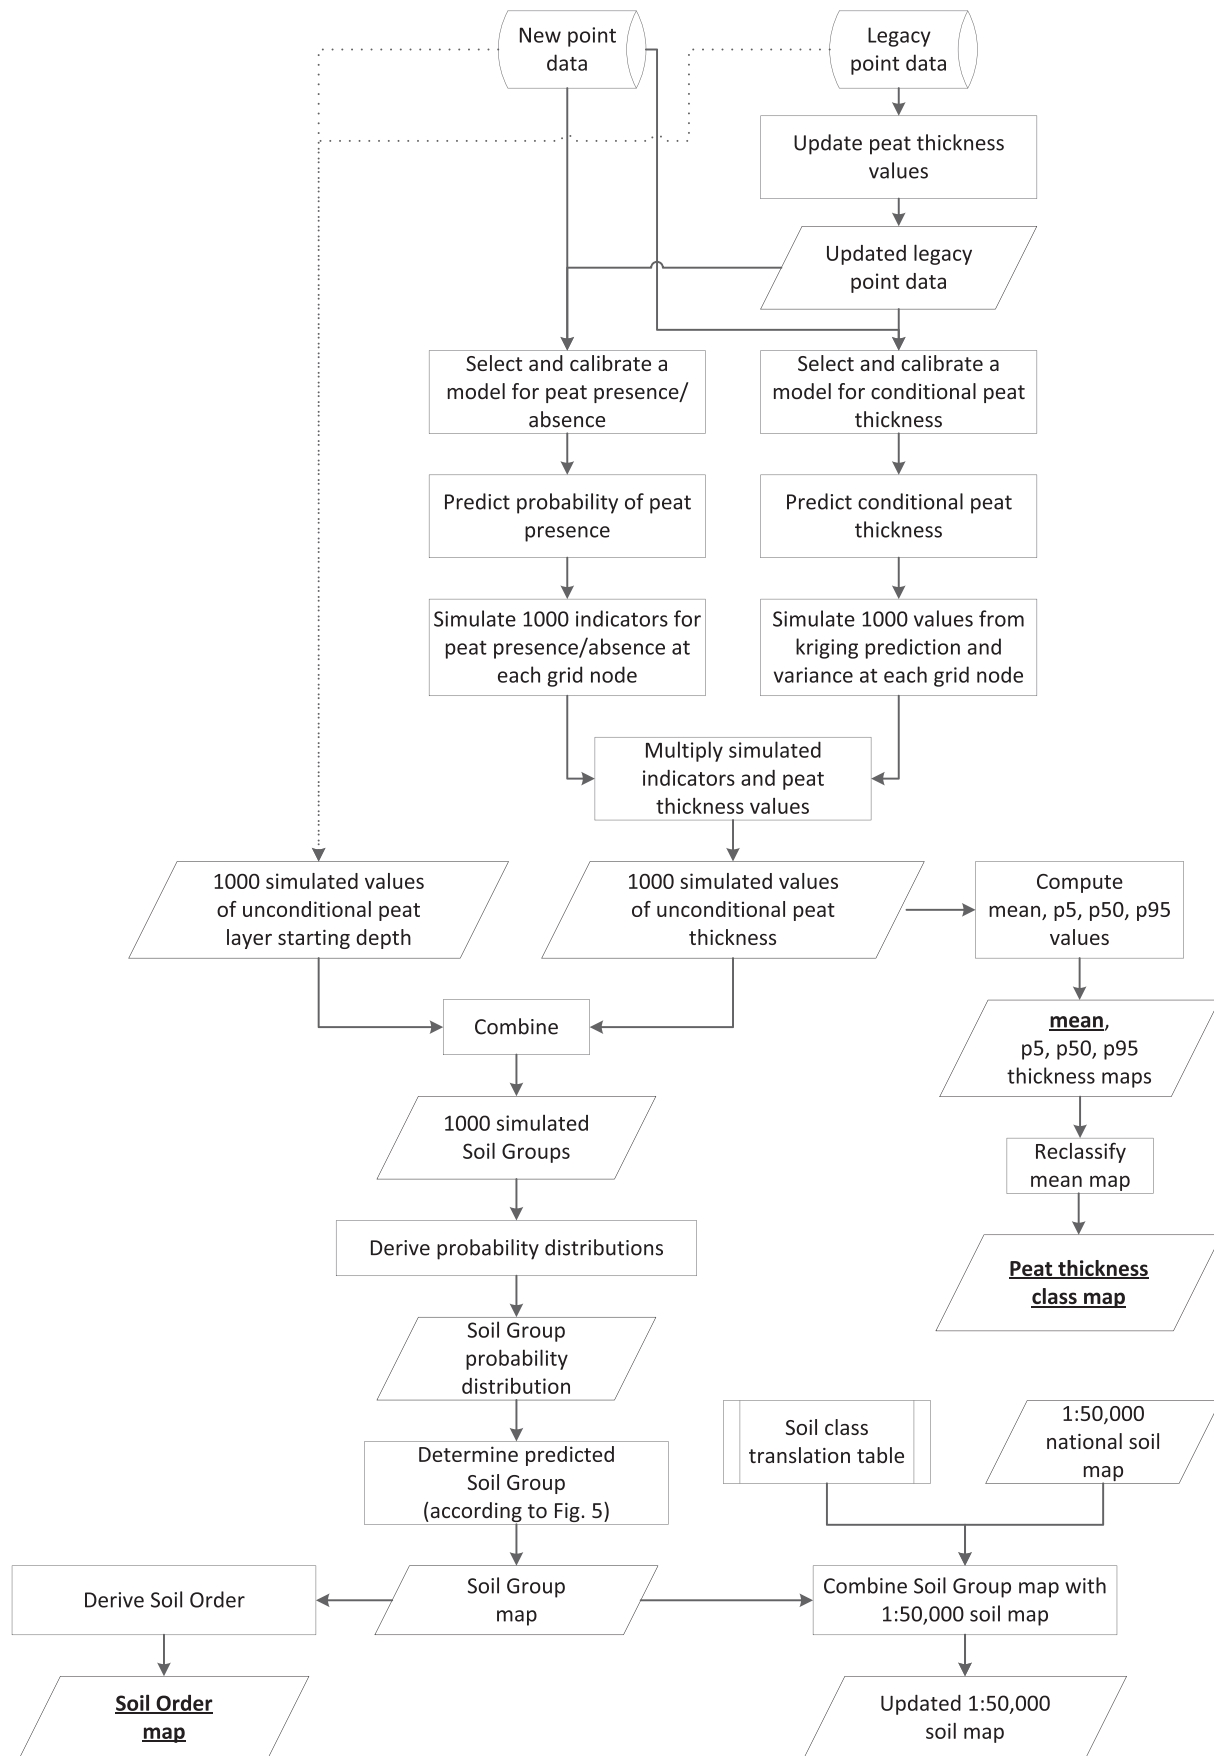 New point
data
Legacy
point data
Update peat thickness
values
Updated legacy
point data
Select and calibrate a
model for peat presence/
absence
Select and calibrate a
model for conditional peat
thickness
Predict probability of peat
presence
Predict conditional peat
thickness
Simulate 1000 indicators for
peat presence/absence at
each grid node
Simulate 1000 values from
kriging prediction and
variance at each grid node
Multiply simulated
indicators and peat
thickness values
1000 simulated values
of unconditional peat
layer starting depth
1000 simulated values
of unconditional peat
thickness
Compute
mean, p5, p50, p95
values
Combine
mean,
p5, p50, p95
thickness maps
1000 simulated
Soil Groups
Reclassify
mean map
Derive probability distributions
Peat thickness
class map
Soil Group
probability
distribution
Soil class
translation table
1:50,000
national soil
map
Determine predicted
Soil Group
(according to Fig. 5)
Derive Soil Order
Soil Group
map
Combine Soil Group map with
1:50,000 soil map
Soil Order
map
Updated 1:50,000
soil map